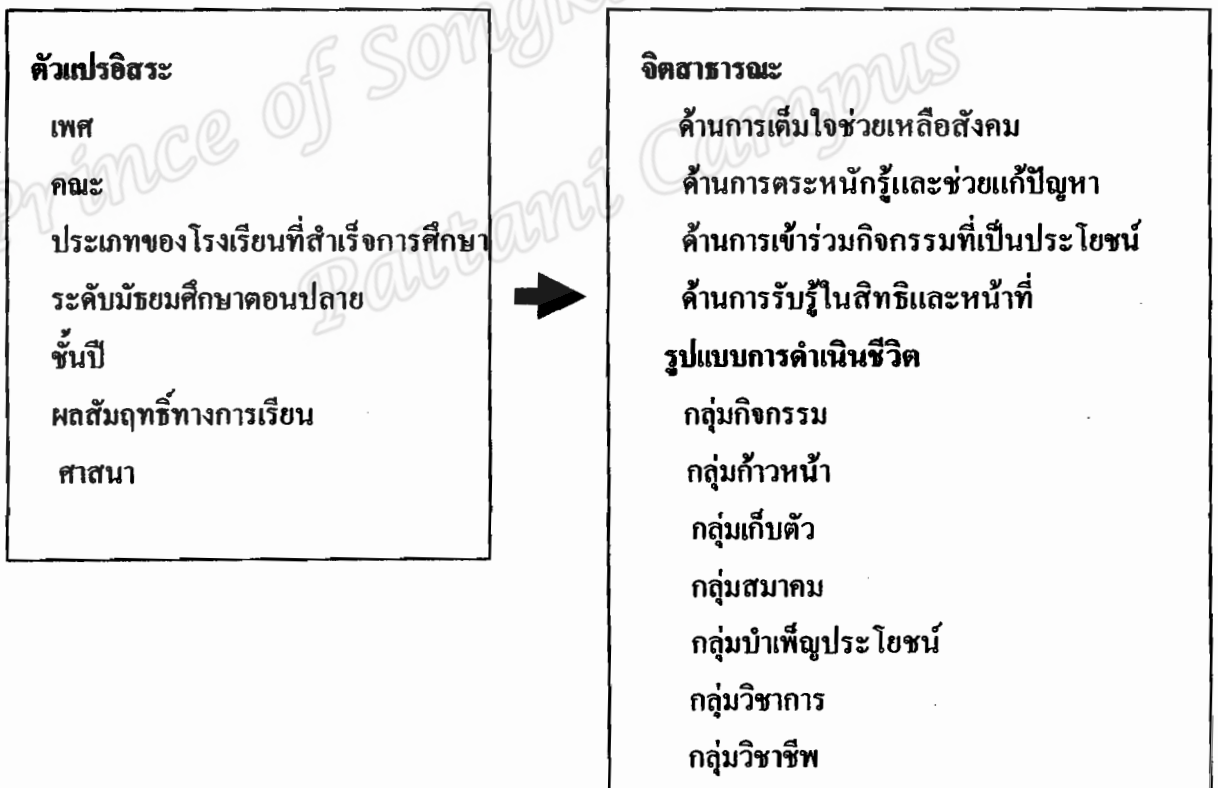 ตัวแปรอิสระ
เพศ
คณะ
ประเภทของโรงเรียนที่สำเร็จการศึกษา
ระดับมัธยมศึกษาตอนปลาย
ชั้นปี
ผลสัมฤทธิ์ทางการเรียน
ศาสนา
จิตสาธารณะ
ด้านการเต็มใจช่วยเหลือสังคม
ด้านการตระหนักรู้และช่วยแก้ปัญหา
ด้านการเข้าร่วมกิจกรรมที่เป็นประโยชน์
ด้านการรับรู้ในสิทธิและหน้าที่
รูปแบบการดำเนินชีวิต
กลุ่มกิจกรรม
กลุ่มก้าวหน้า
กลุ่มเก็บตัว
กลุ่มสมาคม
กลุ่มบำเพ็ญประโยชน์
กลุ่มวิชาการ
กลุ่มวิชาชีพ
Prince of Songk
Pattani Campus